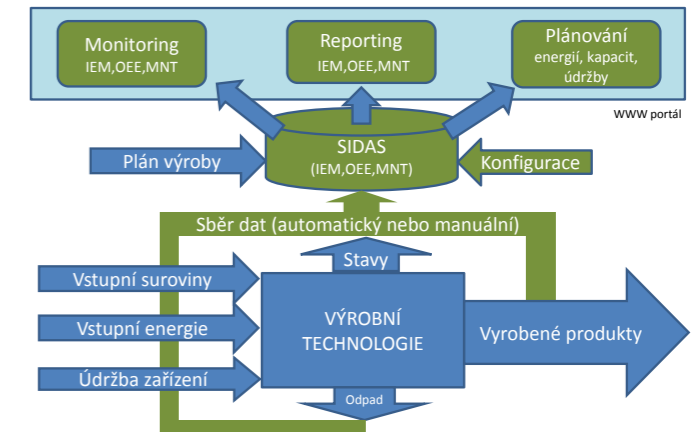 Monitoring
IEM,OEE,MNT
Reporting
IEM,OEE,MNT
Plánování
energií, kapacit,
údržby
WWW portál
Plán výroby
SIDAS
(IEM,OEE,MNT)
Konfigurace
Sběr dat (automatický nebo manuální)
Stavy
Vstupní suroviny
Vstupní energie
Údržba zařízení
VÝROBNÍ
TECHNOLOGIE
Vyrobené produkty
Odpad